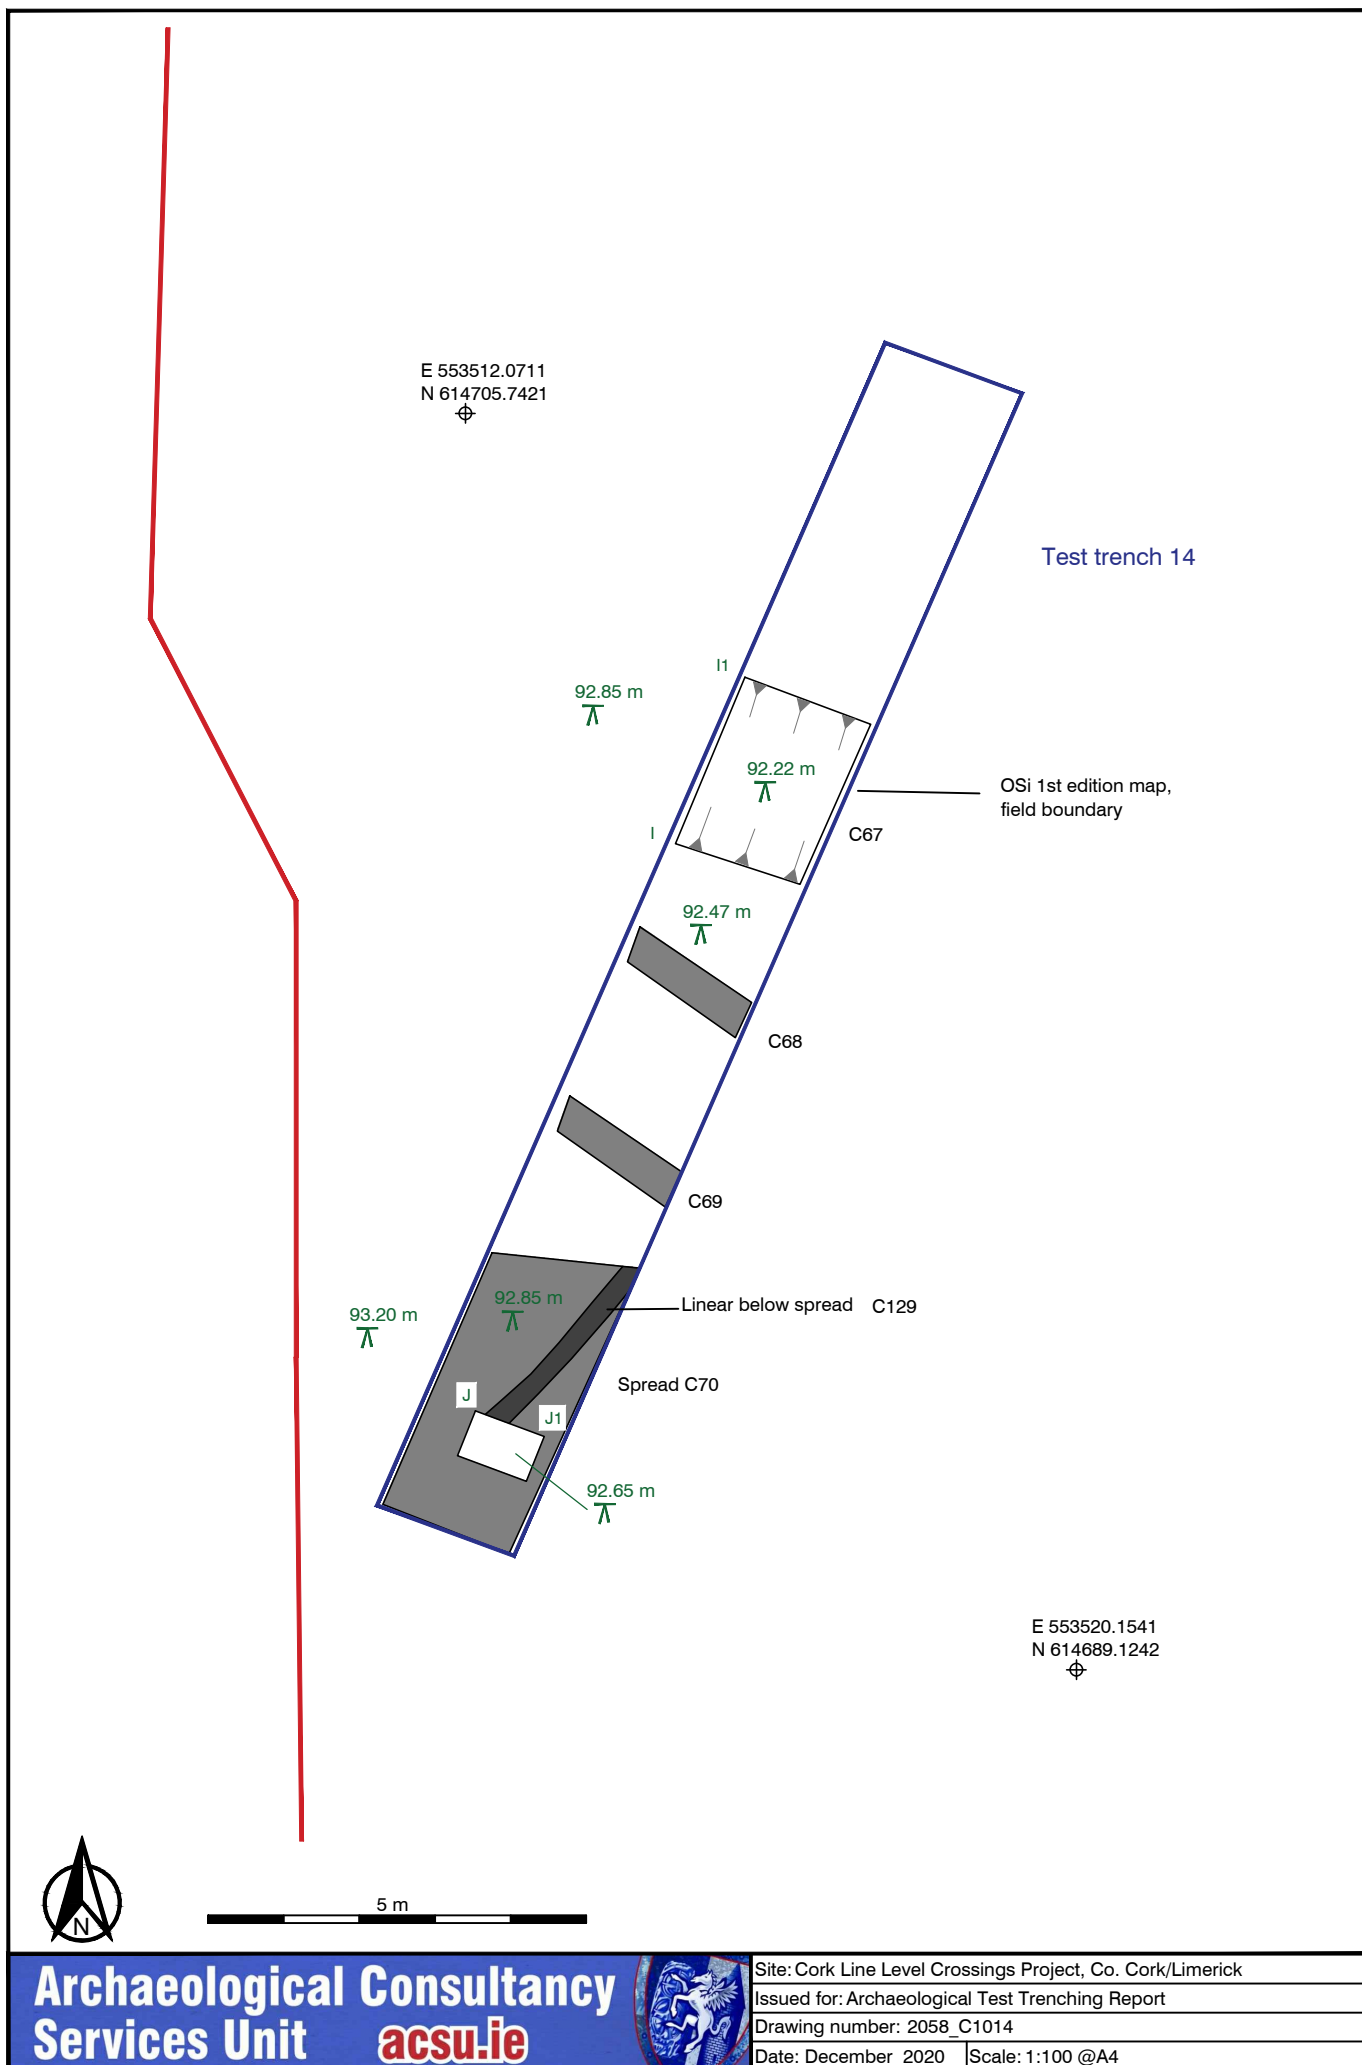 E 553512.0711
N 614705.7421
Test trench 14
I1
92.85 m
92.22 m
OSi 1st edition map,
field boundary
I
C67
92.47 m
C68
C69
92.85 m
93.20 m
Linear below spread C129
Spread C70
J
J1
92.65 m
E 553520.1541
N 614689.1242
N
5 m
Archaeological Consultancy
Services Unit acsu.ie
Site: Cork Line Level Crossings Project, Co. Cork/Limerick
Issued for: Archaeological Test Trenching Report
Drawing number: 2058_C1014
Date: December 2020 Scale: 1:100 @A4